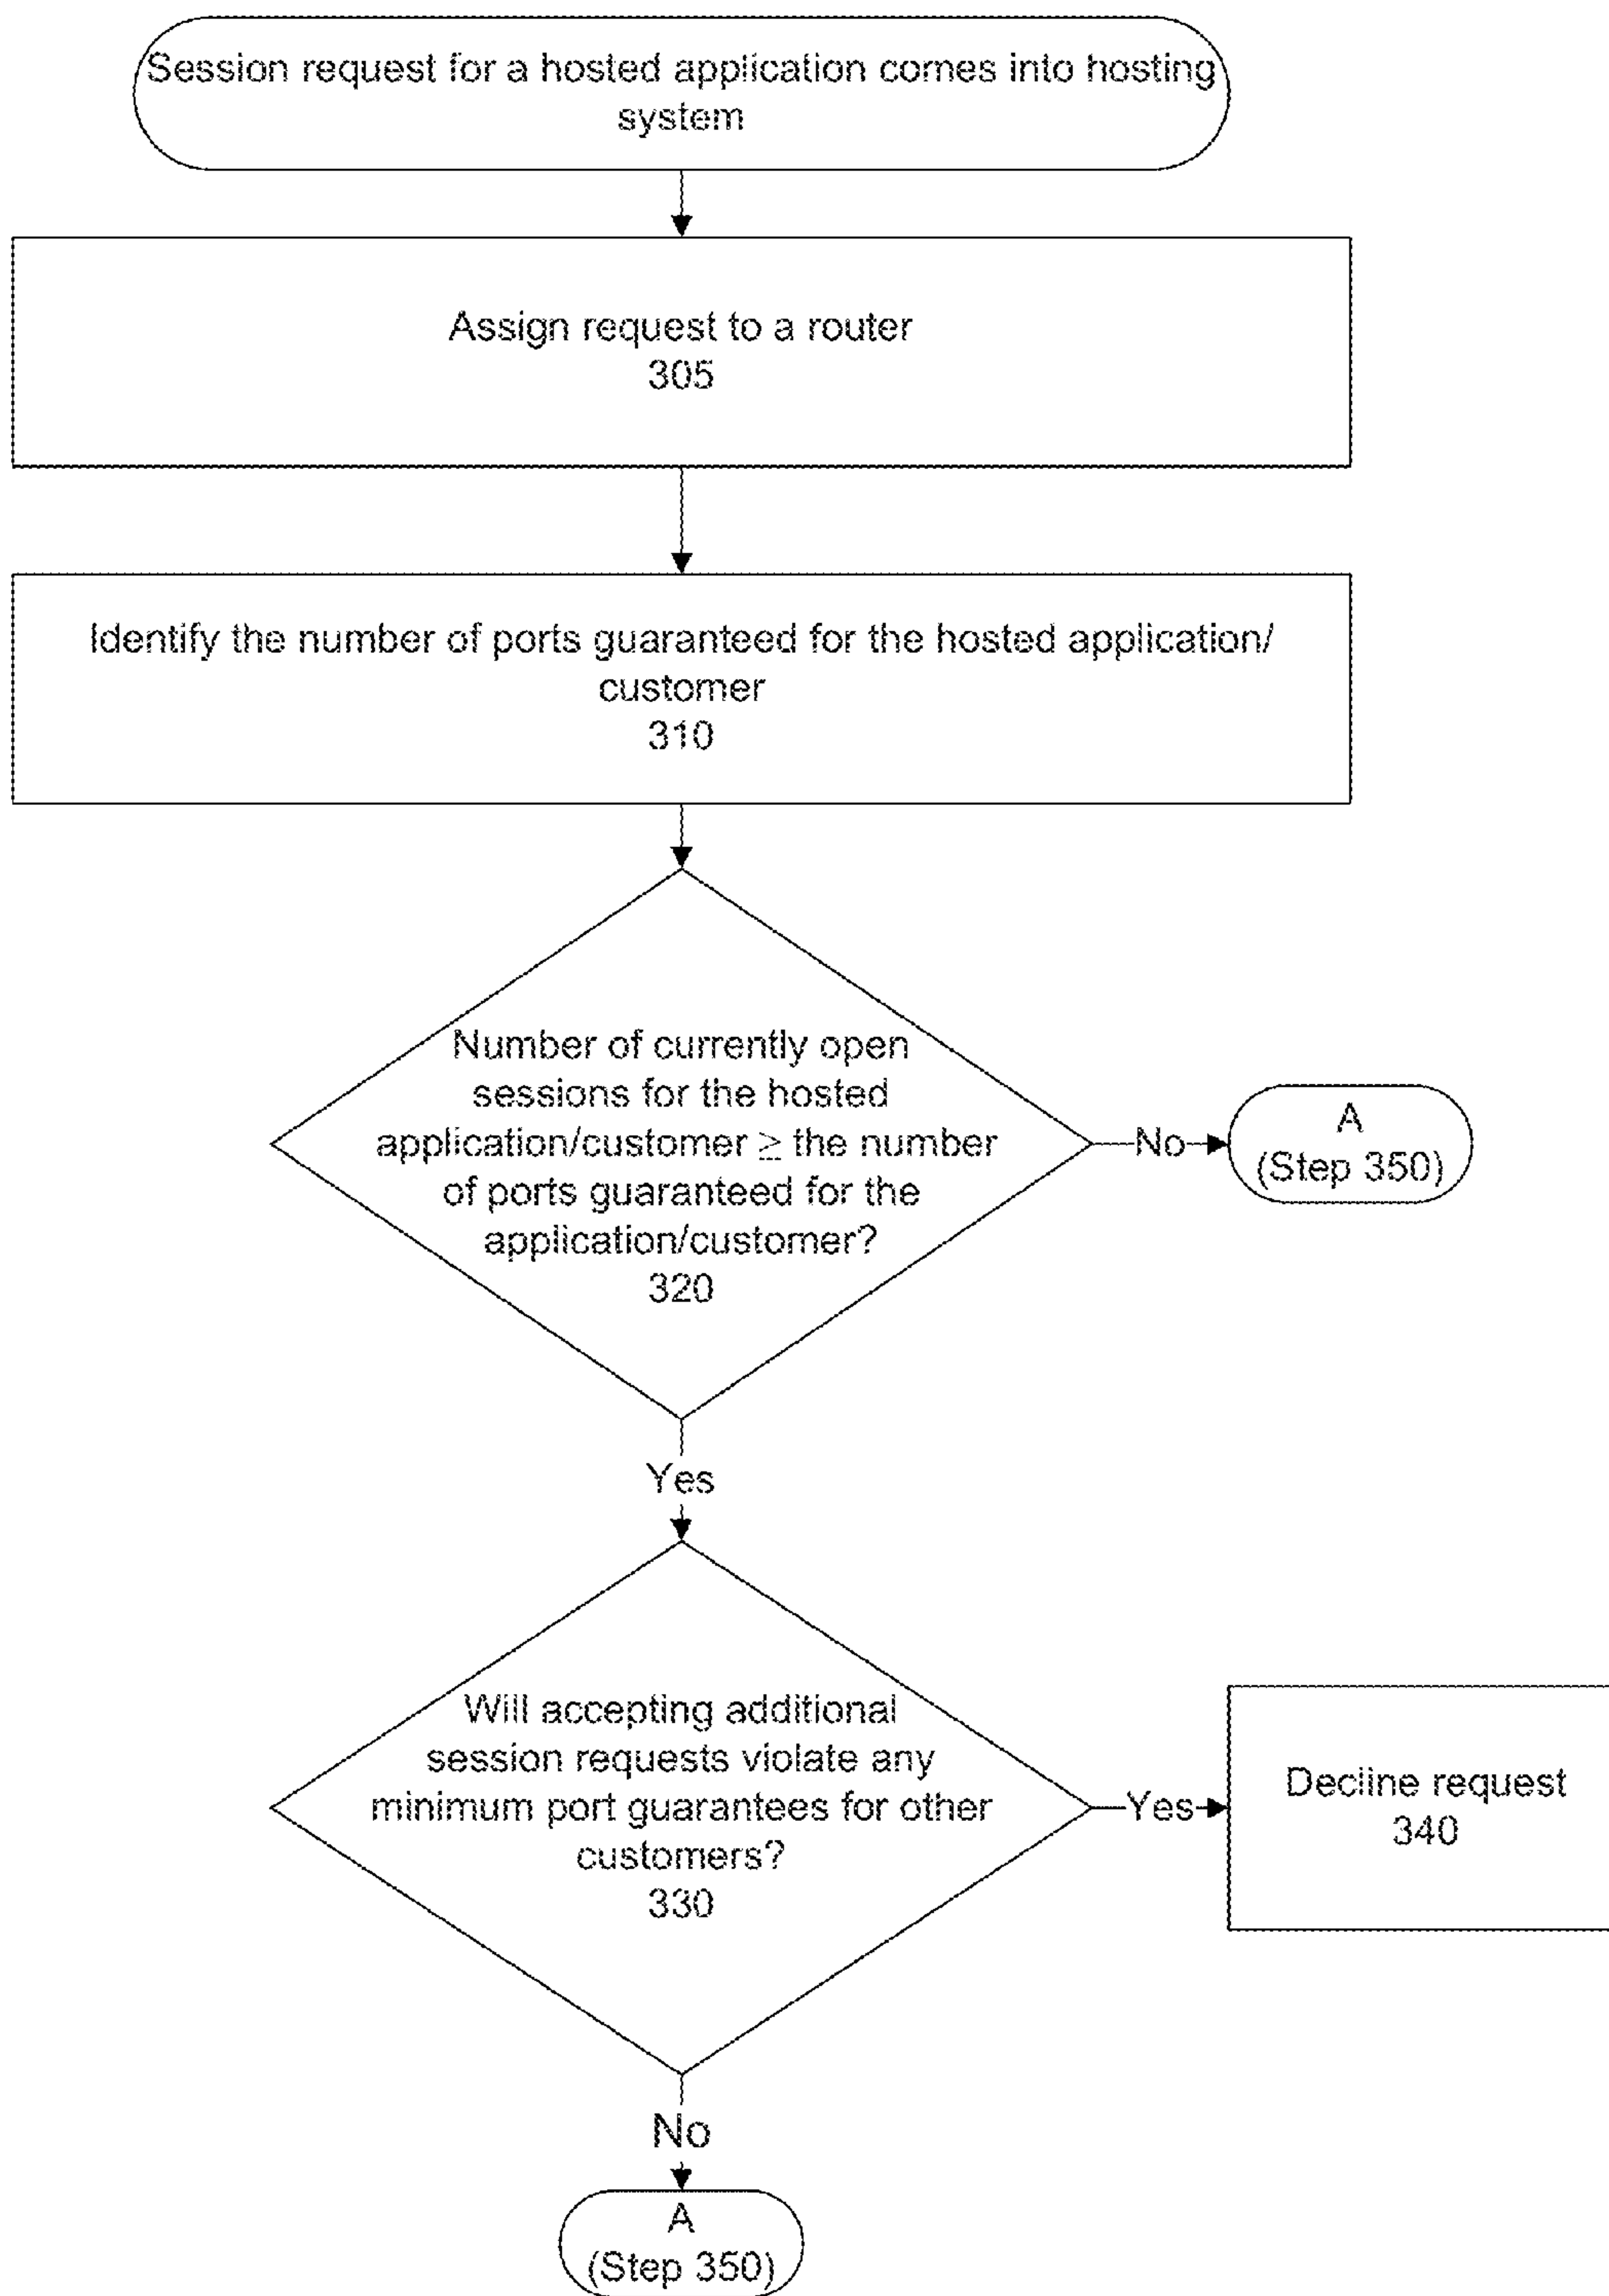 Session request for a hosted application comes into hosting
system
Assign request to a router
305
Identify the number of ports guaranteed for the hosted application/
customer
310
Number of currently open
sessions for the hosted
application/customer ≥ the number
of ports guaranteed for the
application/customer?
320
No
A
(Step 350)
Yes
Will accepting additional
session requests violate any
minimum port guarantees for other
customers?
330
Yes
Decline request
340
No
A
(Step 350)